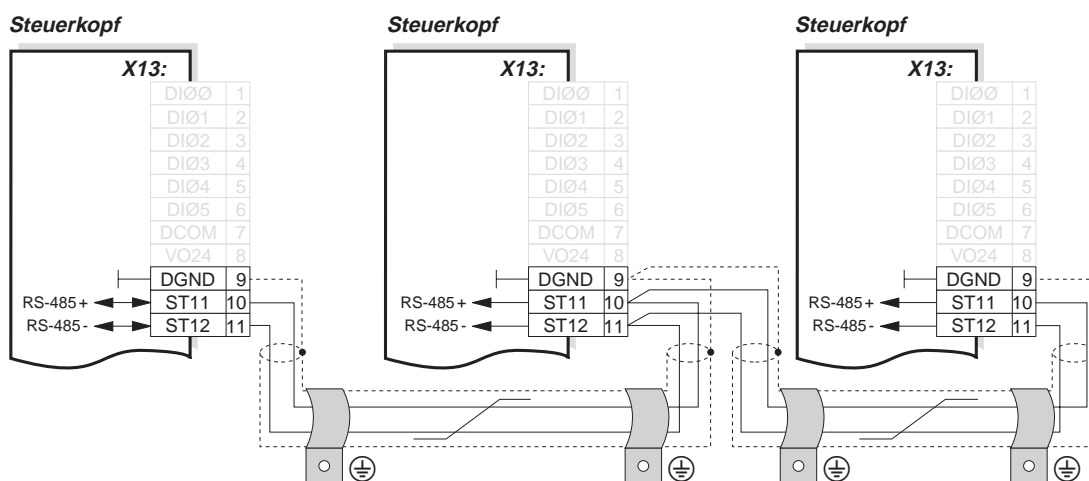 Steuerkopf
X13:
DIØØ 1
DIØ1 2
DIØ2 3
DIØ3 4
DIØ4 5
DIØ5 6
DCOM 7
VO24 8
DGND 9
RS-485+ ST11 10
RS-485- ST12 11
Steuerkopf
X13:
DIØØ 1
DIØ1 2
DIØ2 3
DIØ3 4
DIØ4 5
DIØ5 6
DCOM 7
VO24 8
DGND 9
RS-485+ ST11 10
RS-485- ST12 11
Steuerkopf
X13:
DIØØ 1
DIØ1 2
DIØ2 3
DIØ3 4
DIØ4 5
DIØ5 6
DCOM 7
VO24 8
DGND 9
RS-485+ ST11 10
RS-485- ST12 11